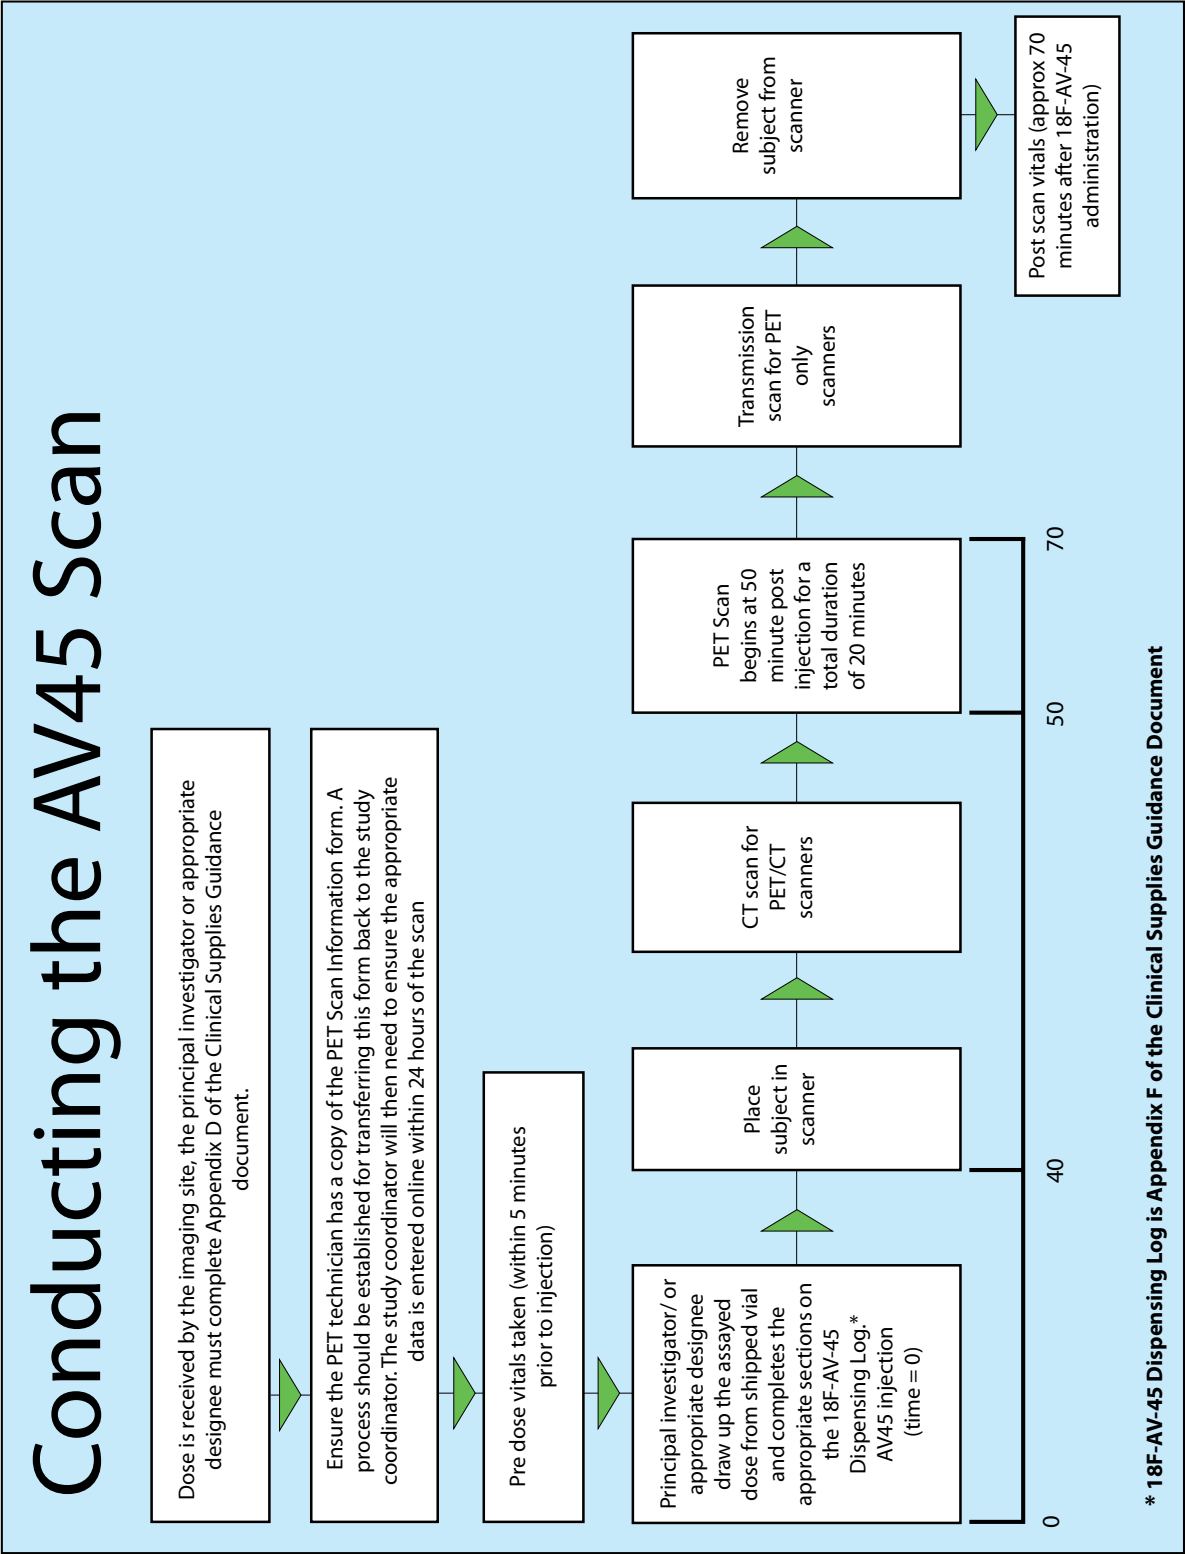 Conducting the AV45 Scan
Dose is received by the imaging site, the principal investigator or appropriate
designee must complete Appendix D of the Clinical Supplies Guidance
document.
Ensure the PET technician has a copy of the PET Scan Information form. A
process should be established for transferring this form back to the study
coordinator. The study coordinator will then need to ensure the appropriate
data is entered online within 24 hours of the scan
Pre dose vitals taken (within 5 minutes
prior to injection)
Principal investigator/ or
appropriate designee
draw up the assayed
dose from shipped vial
and completes the
appropriate sections on
the 18F-AV-45
Dispensing Log.*
AV45 injection
(time = 0)
Place
subject in
scanner
CT scan for
PET/CT
scanners
PET Scan
begins at 50
minute post
injection for a
total duration
of 20 minutes
Transmission
scan for PET
only
scanners
Remove
subject from
scanner
Post scan vitals (approx 70
minutes after 18F-AV-45
administration)
0
40
50
70
* 18F-AV-45 Dispensing Log is Appendix F of the Clinical Supplies Guidance Document